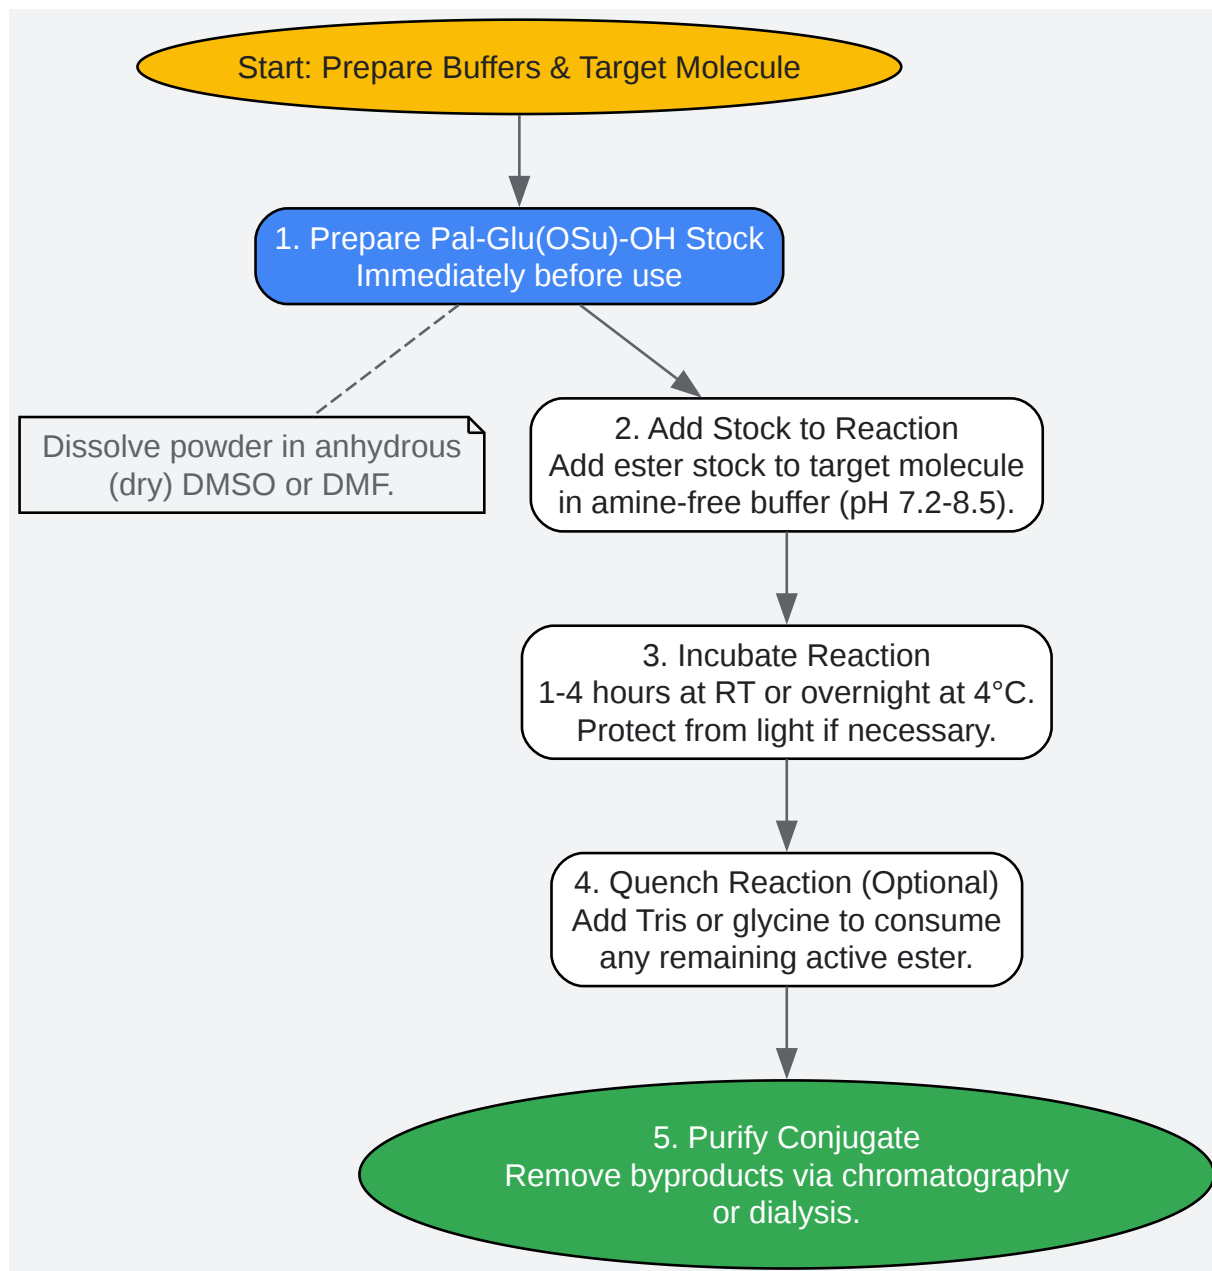 Start: Prepare Buffers & Target Molecule
1. Prepare Pal-Glu(OSu)-OH Stock
Immediately before use
Dissolve powder in anhydrous
(dry) DMSO or DMF.
2. Add Stock to Reaction
Add ester stock to target molecule
in amine-free buffer (pH 7.2-8.5).
3. Incubate Reaction
1-4 hours at RT or overnight at 4°C.
Protect from light if necessary.
4. Quench Reaction (Optional)
Add Tris or glycine to consume
any remaining active ester.
5. Purify Conjugate
Remove byproducts via chromatography
or dialysis.